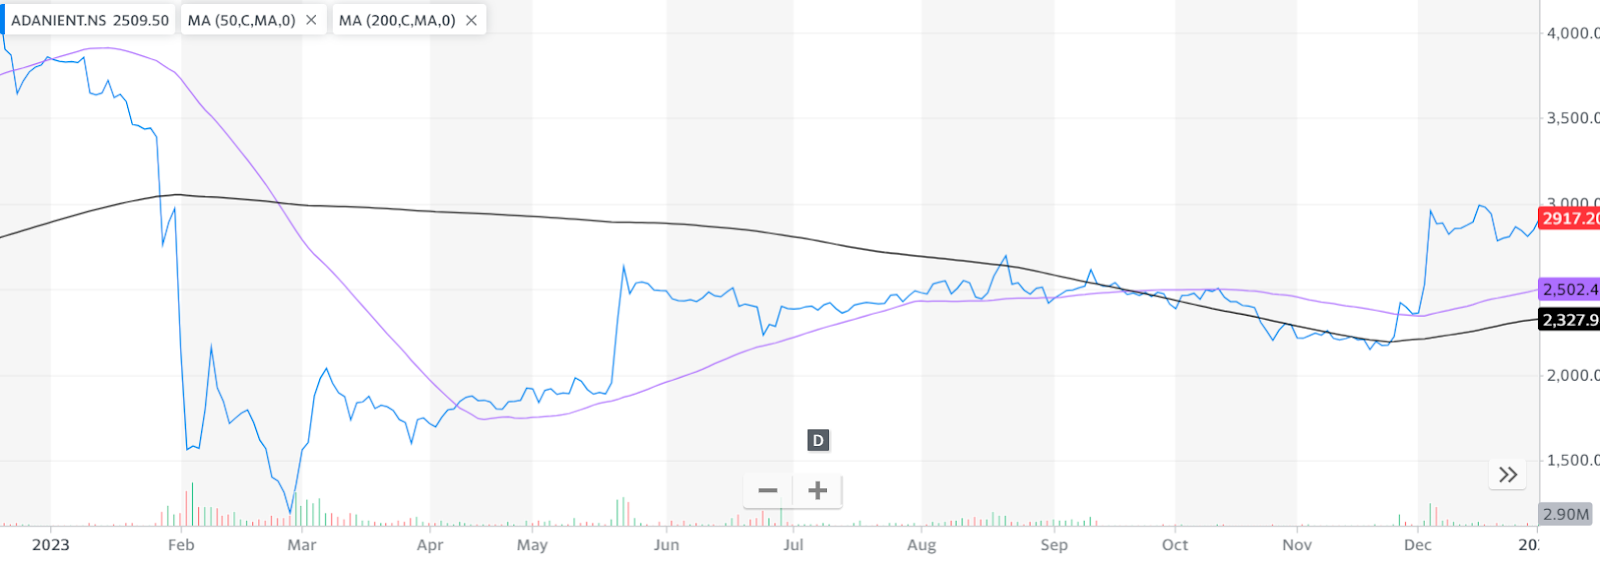 ADANIENT.NS 2509.50 MA (50,C,MA,0) × MA (200,C,MA,0) ×
4,000.0
3,500.0
3,000.0
2917.20
2,502.4
2,327.9
2,000.0
1,500.0
D
− +
2.90M
2023 Feb Mar Apr May Jun Jul Aug Sep Oct Nov Dec 202